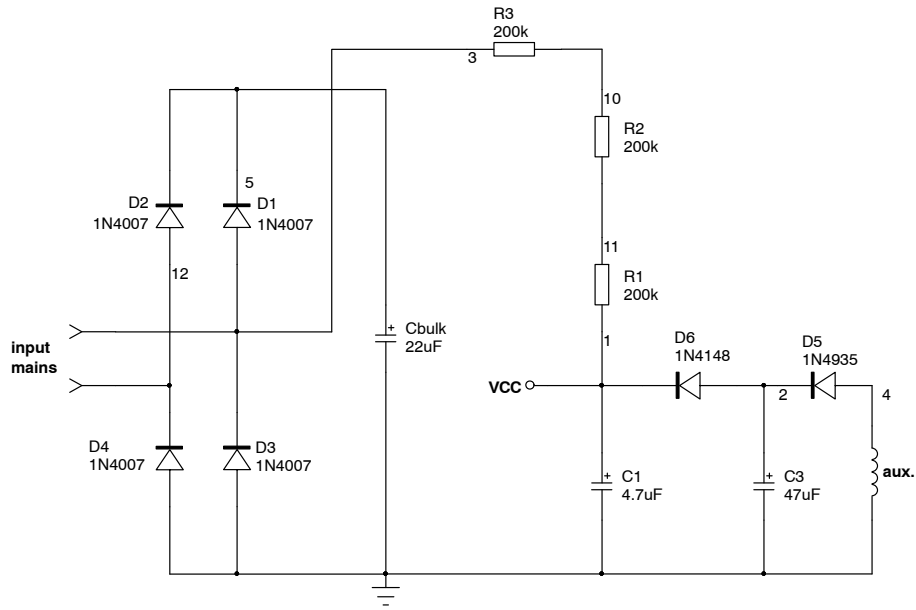 R3
200k
3
10
R2
200k
5
D2
1N4007
D1
1N4007
11
12
R1
200k
input
mains
Cbulk
22uF
+
1
D6
1N4148
D5
1N4935
VCC
2
4
D4
1N4007
D3
1N4007
+
C1
4.7uF
+
C3
47uF
aux.